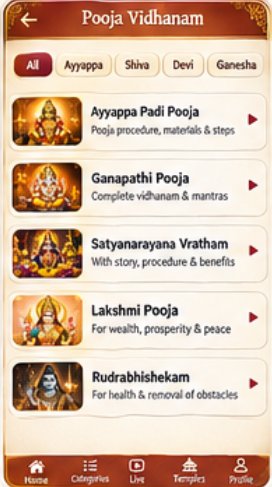 Pooja Vidhanam
All Ayyappa Shiva Devi Ganesha
Ayyappa Padi Pooja
Pooja procedure, materials & steps
Ganapathi Pooja
Complete vidhanam & mantras
Satyanarayana Vratham
With story, procedure & benefits
Lakshmi Pooja
For wealth, prosperity & peace
Rudrabhishekam
For health & removal of obstacles
Home Categories Live Temples Profile